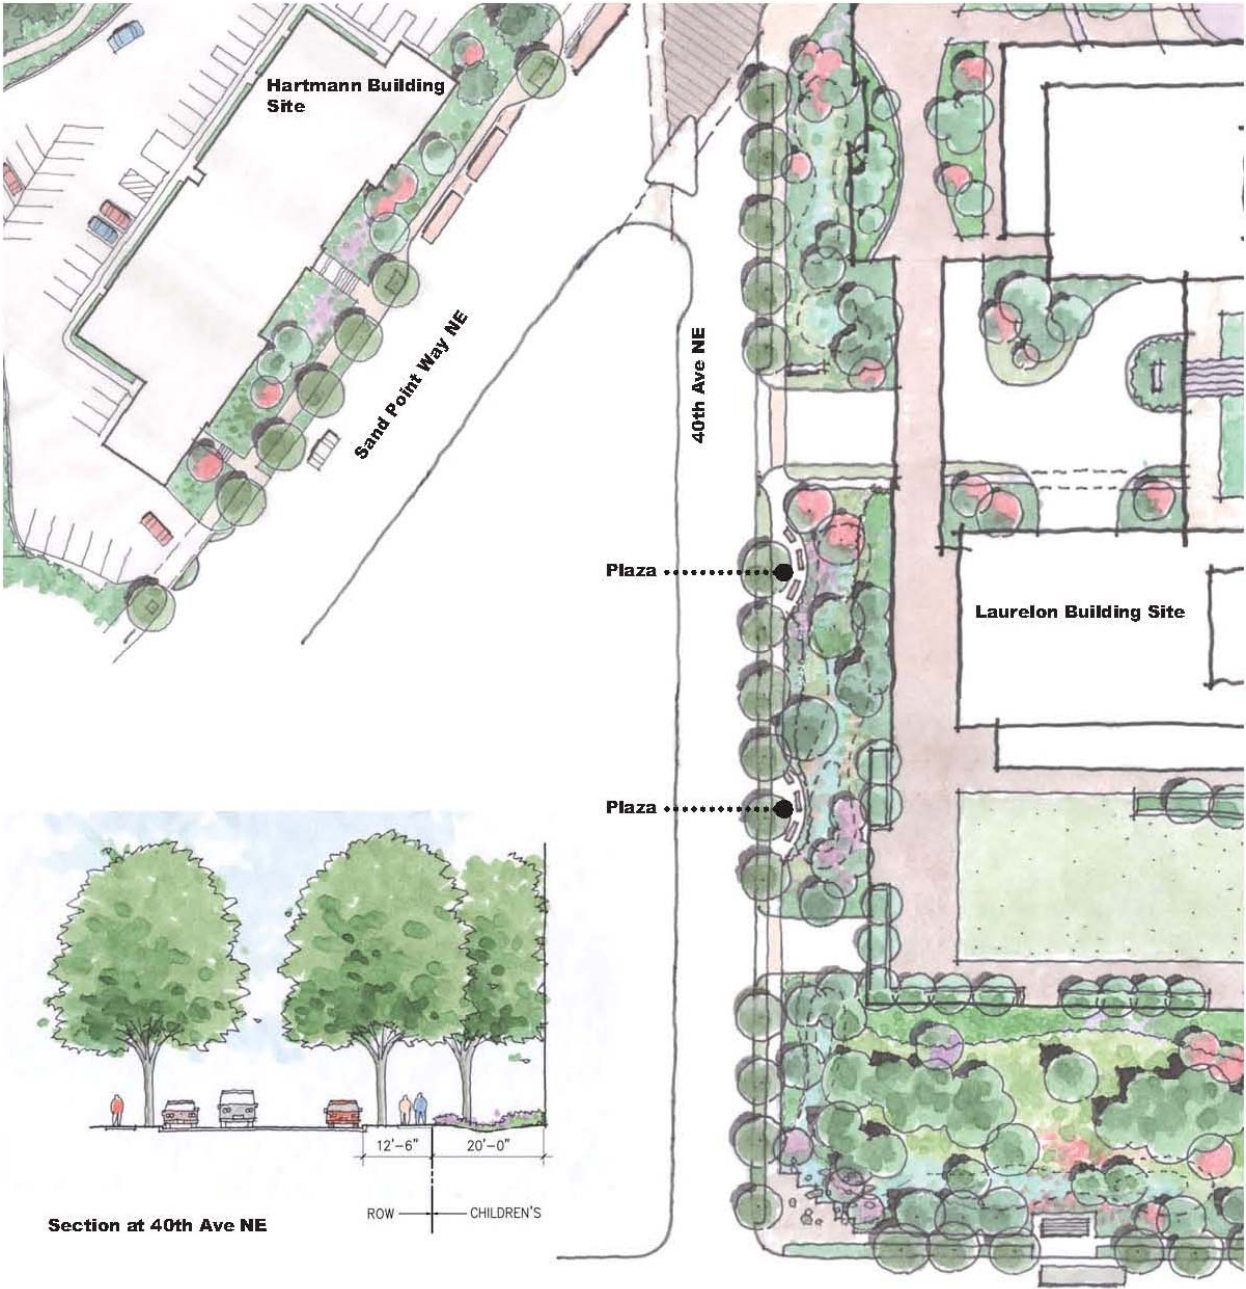 Hartmann Building
Site
Sand Point Way NE
40th Ave NE
Plaza
Laurelon Building Site
Plaza
12'-6"
20'-0"
ROW
CHILDREN'S
Section at 40th Ave NE